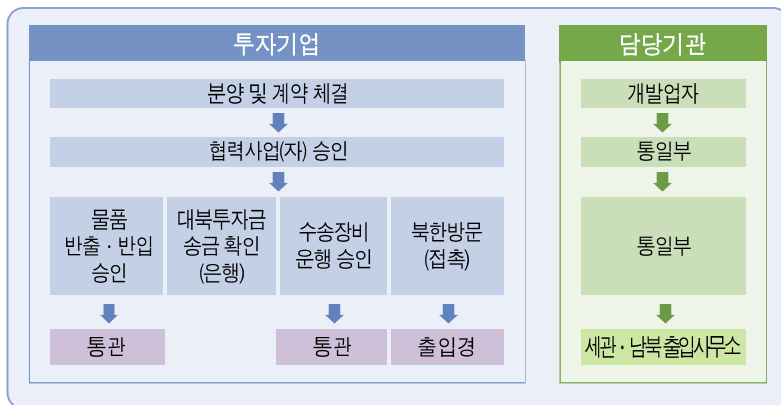 투자기업
분양 및 계약 체결
협력사업(자) 승인
물품
반출·반입
승인
대북투자금
송금 확인
(은행)
수송장비
운행 승인
북한방문
(접촉)
통관
통관
출입경
담당기관
개발업자
통일부
통일부
세관·남북출입사무소